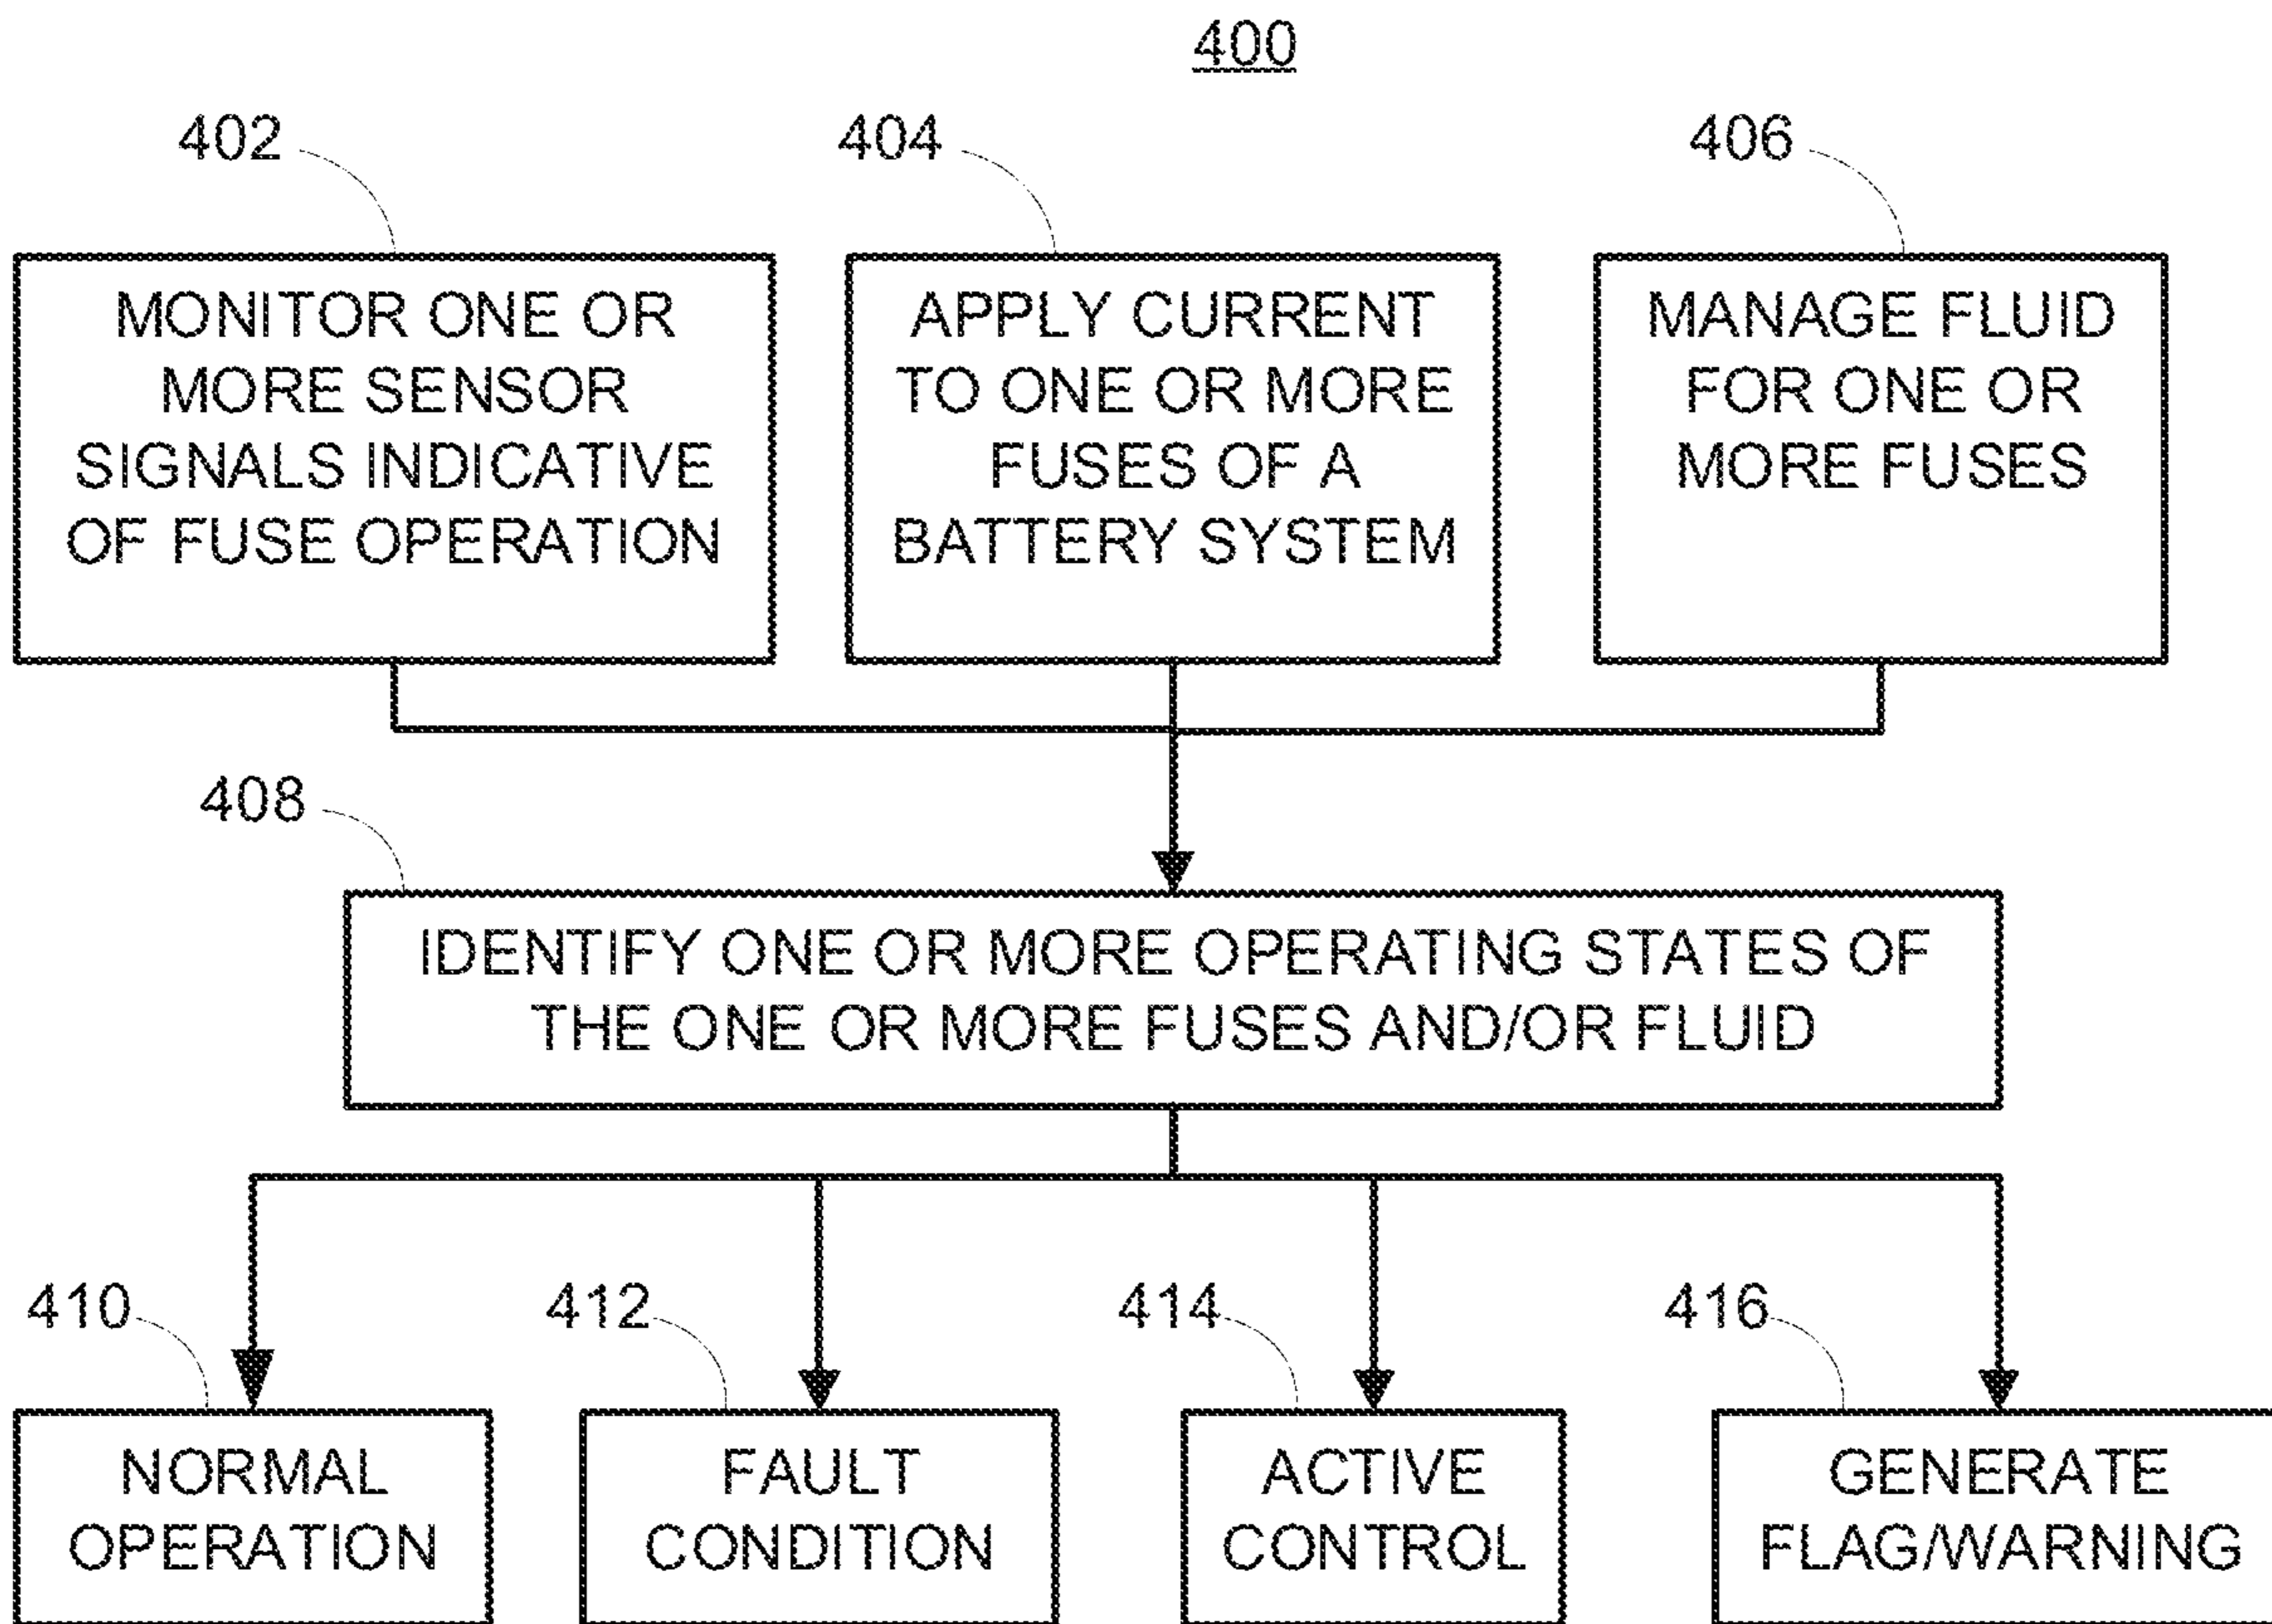 400
402
404
406
MONITOR ONE OR
MORE SENSOR
SIGNALS INDICATIVE
OF FUSE OPERATION
APPLY CURRENT
TO ONE OR MORE
FUSES OF A
BATTERY SYSTEM
MANAGE FLUID
FOR ONE OR
MORE FUSES
408
IDENTIFY ONE OR MORE OPERATING STATES OF
THE ONE OR MORE FUSES AND/OR FLUID
410
412
414
416
NORMAL
OPERATION
FAULT
CONDITION
ACTIVE
CONTROL
GENERATE
FLAG/WARNING